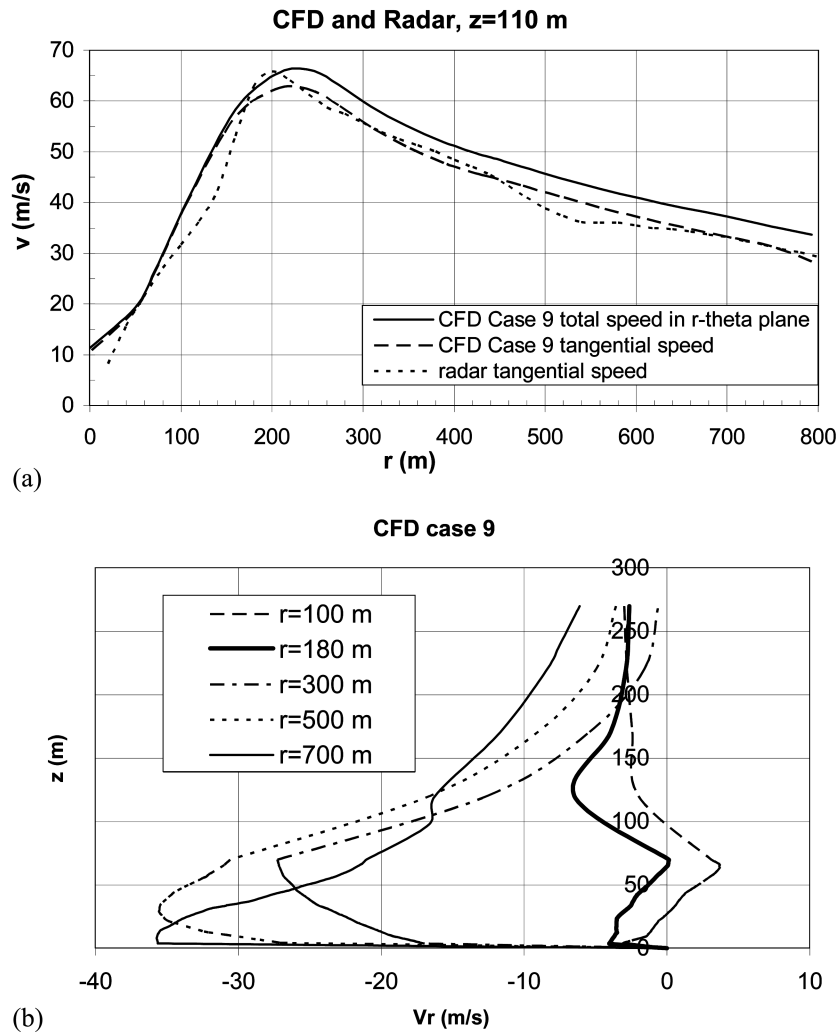 CFD and Radar, z=110 m
70
60
50
40
30
20
10
0
v (m/s)
CFD Case 9 total speed in r-theta plane
CFD Case 9 tangential speed
radar tangential speed
0 100 200 300 400 500 600 700 800
r (m)
(a)
CFD case 9
300
250
200
150
100
50
0
z (m)
r=100 m
r=180 m
r=300 m
r=500 m
r=700 m
-40 -30 -20 -10 0 10
Vr (m/s)
(b)